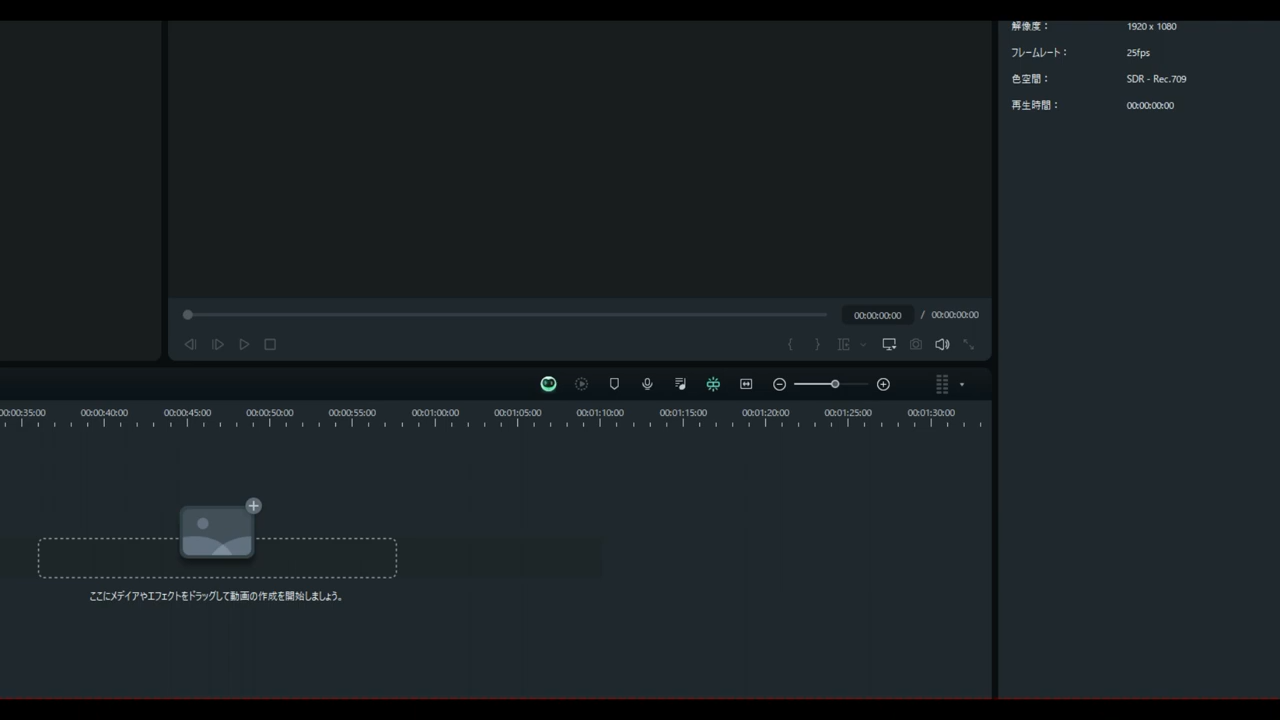 解像度： 1920 x 1080
フレームレート： 25fps
色空間： SDR - Rec.709
再生時間： 00:00:00:00
00:00:00:00 / 00:00:00:00
00:00:35:00 00:00:40:00 00:00:45:00 00:00:50:00 00:00:55:00 00:01:00:00 00:01:05:00 00:01:10:00 00:01:15:00 00:01:20:00 00:01:25:00 00:01:30:00
ここにメディアやエフェクトをドラッグして動画の作成を開始しましょう。